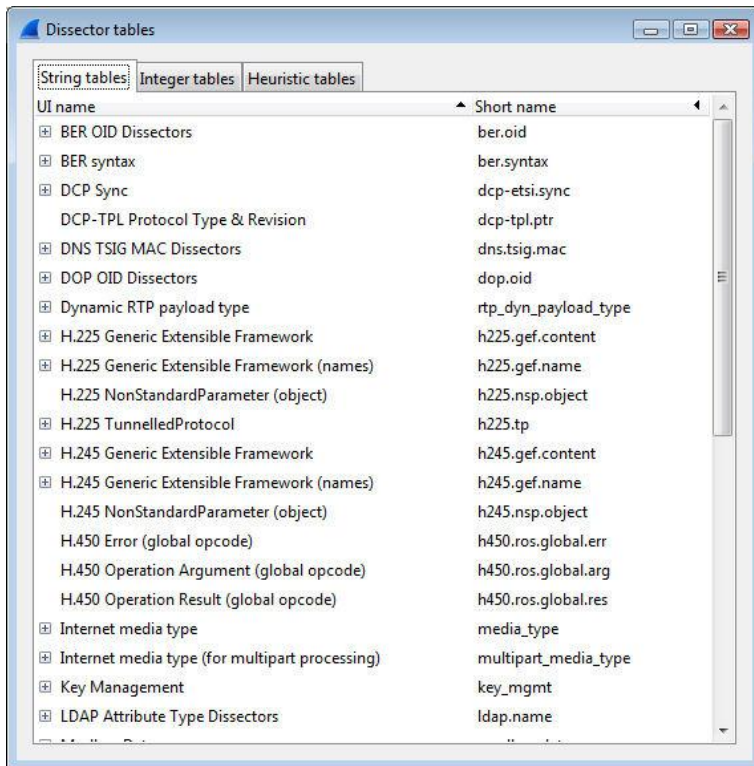 Dissector tables
String tables Integer tables Heuristic tables
UI name Short name
BER OID Dissectors ber.oid
BER syntax ber.syntax
DCP Sync dcp-etsi.sync
DCP-TPL Protocol Type & Revision dcp-tpl.ptr
DNS TSIG MAC Dissectors dns.tsig.mac
DOP OID Dissectors dop.oid
Dynamic RTP payload type rtp_dyn_payload_type
H.225 Generic Extensible Framework h225.gef.content
H.225 Generic Extensible Framework (names) h225.gef.name
H.225 NonStandardParameter (object) h225.nsp.object
H.225 TunnelledProtocol h225.tp
H.245 Generic Extensible Framework h245.gef.content
H.245 Generic Extensible Framework (names) h245.gef.name
H.245 NonStandardParameter (object) h245.nsp.object
H.450 Error (global opcode) h450.ros.global.err
H.450 Operation Argument (global opcode) h450.ros.global.arg
H.450 Operation Result (global opcode) h450.ros.global.res
Internet media type media_type
Internet media type (for multipart processing) multipart_media_type
Key Management key_mgmt
LDAP Attribute Type Dissectors ldap.name